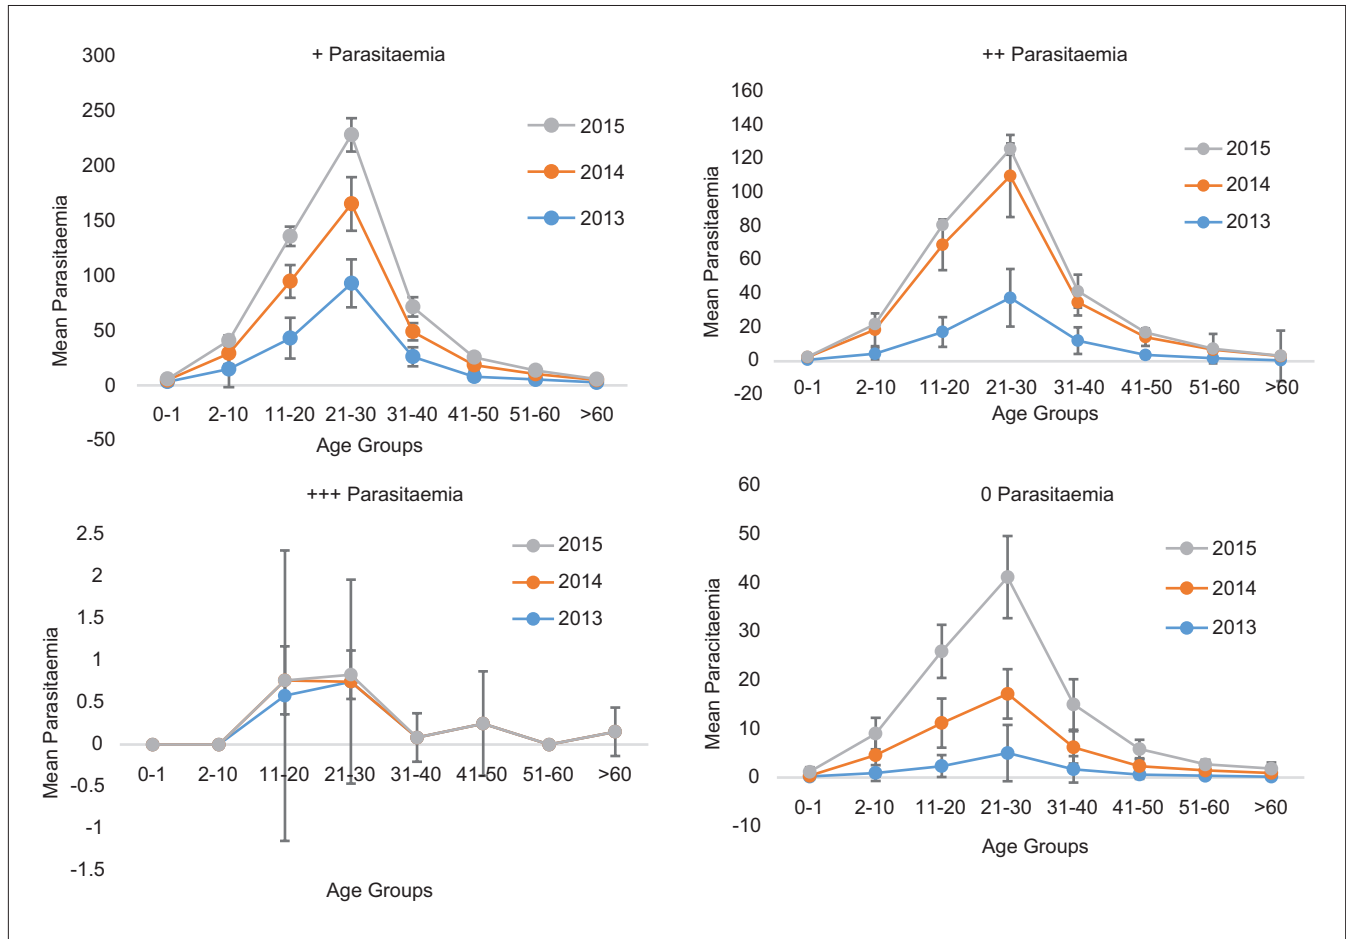 + Parasitaemia
300
250
200
150
100
50
0
-50
Mean Parasitaemia
2015
2014
2013
0-1 2-10 11-20 21-30 31-40 41-50 51-60 >60
Age Groups
++ Parasitaemia
160
140
120
100
80
60
40
20
0
-20
Mean Parasitaemia
2015
2014
2013
0-1 2-10 11-20 21-30 31-40 41-50 51-60 >60
Age Groups
+++ Parasitaemia
2.5
2
1.5
1
0.5
0
-0.5
-1
-1.5
Mean Parasitaemia
2015
2014
2013
0-1 2-10 11-20 21-30 31-40 41-50 51-60 >60
Age Groups
0 Parasitaemia
60
50
40
30
20
10
0
-10
Mean Paracitaemia
2015
2014
2013
0-1 2-10 11-20 21-30 31-40 41-50 51-60 >60
Age Groups